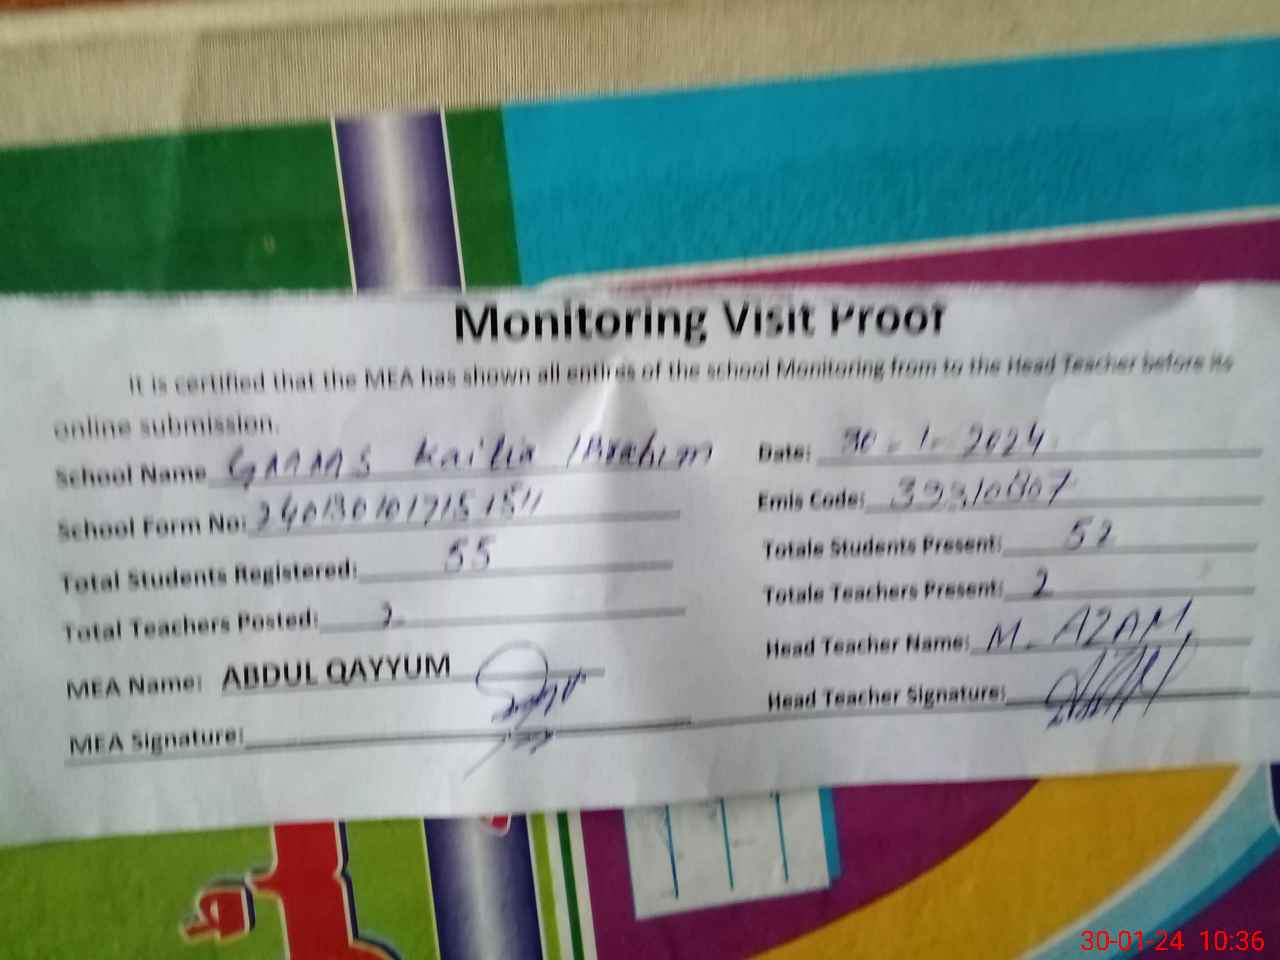 Monitoring Visit Proof
It is certified that the MEA has shown all entires of the school Monitoring from to the Head Teacher before its
online submission.
School Name Kailia Ibrahim Date: 30-1-2024
School Form No: Emis Code: 39310807
Total Students Registered: 55 Totale Students Present: 52
Total Teachers Posted: 2 Totale Teachers Present: 2
MEA Name: ABDUL QAYYUM Head Teacher Name: M. AZAM
MEA Signature: Head Teacher Signature:
30-01-24 10:36